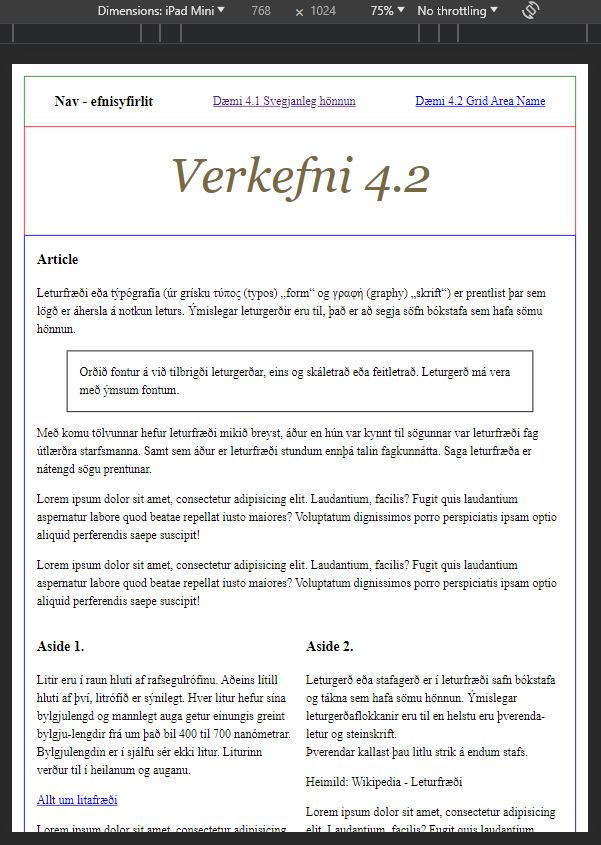 Dimensions: iPad Mini ▼ 768 × 1024 75% ▼ No throttling ▼
Nav - efnisyfirlit Dæmi 4.1 Svegjanleg hönnun Dæmi 4.2 Grid Area Name
Verkefni 4.2
Article
Leturfræði eða týpógrafía (úr grísku τύπος (typos) „form“ og γραφή (graphy) „skrift“) er prentlist þar sem
lögð er áhersla á notkun leturs. Ýmislegar leturgerðir eru til, það er að segja söfn bókstafa sem hafa sömu
hönnun.
Orðið fontur á við tilbrigði leturgerðar, eins og skáletrað eða feitletrað. Leturgerð má vera
með ýmsum fontum.
Með komu tölvunnar hefur leturfræði mikið breyst, áður en hún var kynnt til sögunnar var leturfræði fag
útlærðra starfsmanna. Samt sem áður er leturfræði stundum ennþá talin fagkunnátta. Saga leturfræða er
nátengd sögu prentunar.
Lorem ipsum dolor sit amet, consectetur adipisicing elit. Laudantium, facilis? Fugit quis laudantium
aspernatur labore quod beatae repellat iusto maiores? Voluptatum dignissimos porro perspiciatis ipsam optio
aliquid perferendis saepe suscipit!
Lorem ipsum dolor sit amet, consectetur adipisicing elit. Laudantium, facilis? Fugit quis laudantium
aspernatur labore quod beatae repellat iusto maiores? Voluptatum dignissimos porro perspiciatis ipsam optio
aliquid perferendis saepe suscipit!
Aside 1.
Litir eru í raun hluti af rafsegulrófinu. Aðeins lítill
hluti af því, litrófið er sýnilegt. Hver litur hefur sína
bylgjulengd og mannlegt auga getur einungis greint
bylgju-lengdir frá um það bil 400 til 700 nanómetrar.
Bylgjulengdin er í sjálfu sér ekki litur. Liturinn
verður til í heilanum og auganu.
Allt um litafræði
Lorem ipsum dolor sit amet, consectetur adipisicing
Aside 2.
Leturgerð eða stafagerð er í leturfræði safn bókstafa
og tákna sem hafa sömu hönnun. Ýmislegar
leturgerðaflokkanir eru til en helstu eru þverenda-
letur og steinskrift.
Þverendar kallast þau litlu strik á endum stafs.
Heimild: Wikipedia - Leturfræði
Lorem ipsum dolor sit amet, consectetur adipisicing
elit. Laudantium, facilis? Fugit quis laudantium